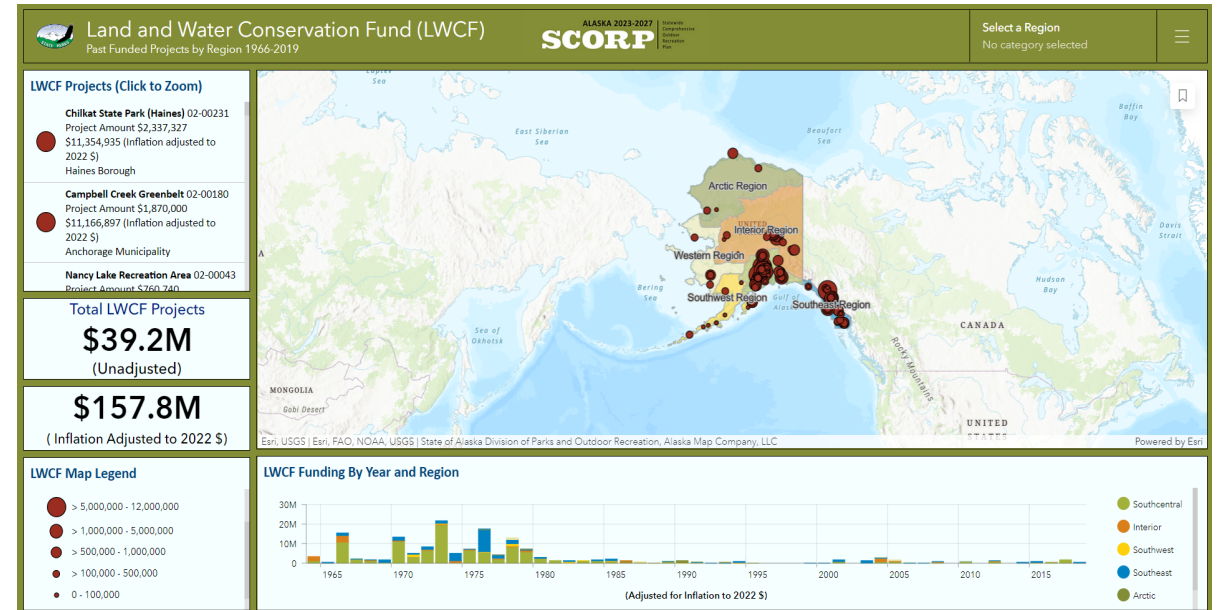 Land and Water Conservation Fund (LWCF)
Past Funded Projects by Region 1966-2019
ALASKA 2023-2027
SCORP
Statewide
Comprehensive
Outdoor
Recreation
Plan
Select a Region
No category selected
LWCF Projects (Click to Zoom)
Chilkat State Park (Haines) 02-00231
Project Amount $2,337,327
$11,354,935 (Inflation adjusted to
2022 $)
Haines Borough
Campbell Creek Greenbelt 02-00180
Project Amount $1,870,000
$11,166,897 (Inflation adjusted to
2022 $)
Anchorage Municipality
Nancy Lake Recreation Area 02-00043
Project Amount $760,740
Total LWCF Projects
$39.2M
(Unadjusted)
$157.8M
( Inflation Adjusted to 2022 $)
LWCF Map Legend
> 5,000,000 - 12,000,000
> 1,000,000 - 5,000,000
> 500,000 - 1,000,000
> 100,000 - 500,000
0 - 100,000
Laptev
Sea
East Siberian
Sea
Beaufort
Sea
Baffin
Bay
Arctic Region
UNITED
Interior Region
Davis
Strait
A
Western Region
Bering
Sea
Southwest Region
Gulf of
Alaska
Southeast Region
Hudson
Bay
Sea of
Okhotsk
CANADA
Rocky Mountains
MONGOLIA
Gobi Desert
UNITED
STATES
Esri, USGS | Esri, FAO, NOAA, USGS | State of Alaska Division of Parks and Outdoor Recreation, Alaska Map Company, LLC
Powered by Esri
LWCF Funding By Year and Region
30M
20M
10M
0
1965
1970
1975
1980
1985
1990
1995
2000
2005
2010
2015
(Adjusted for Inflation to 2022 $)
Southcentral
Interior
Southwest
Southeast
Arctic